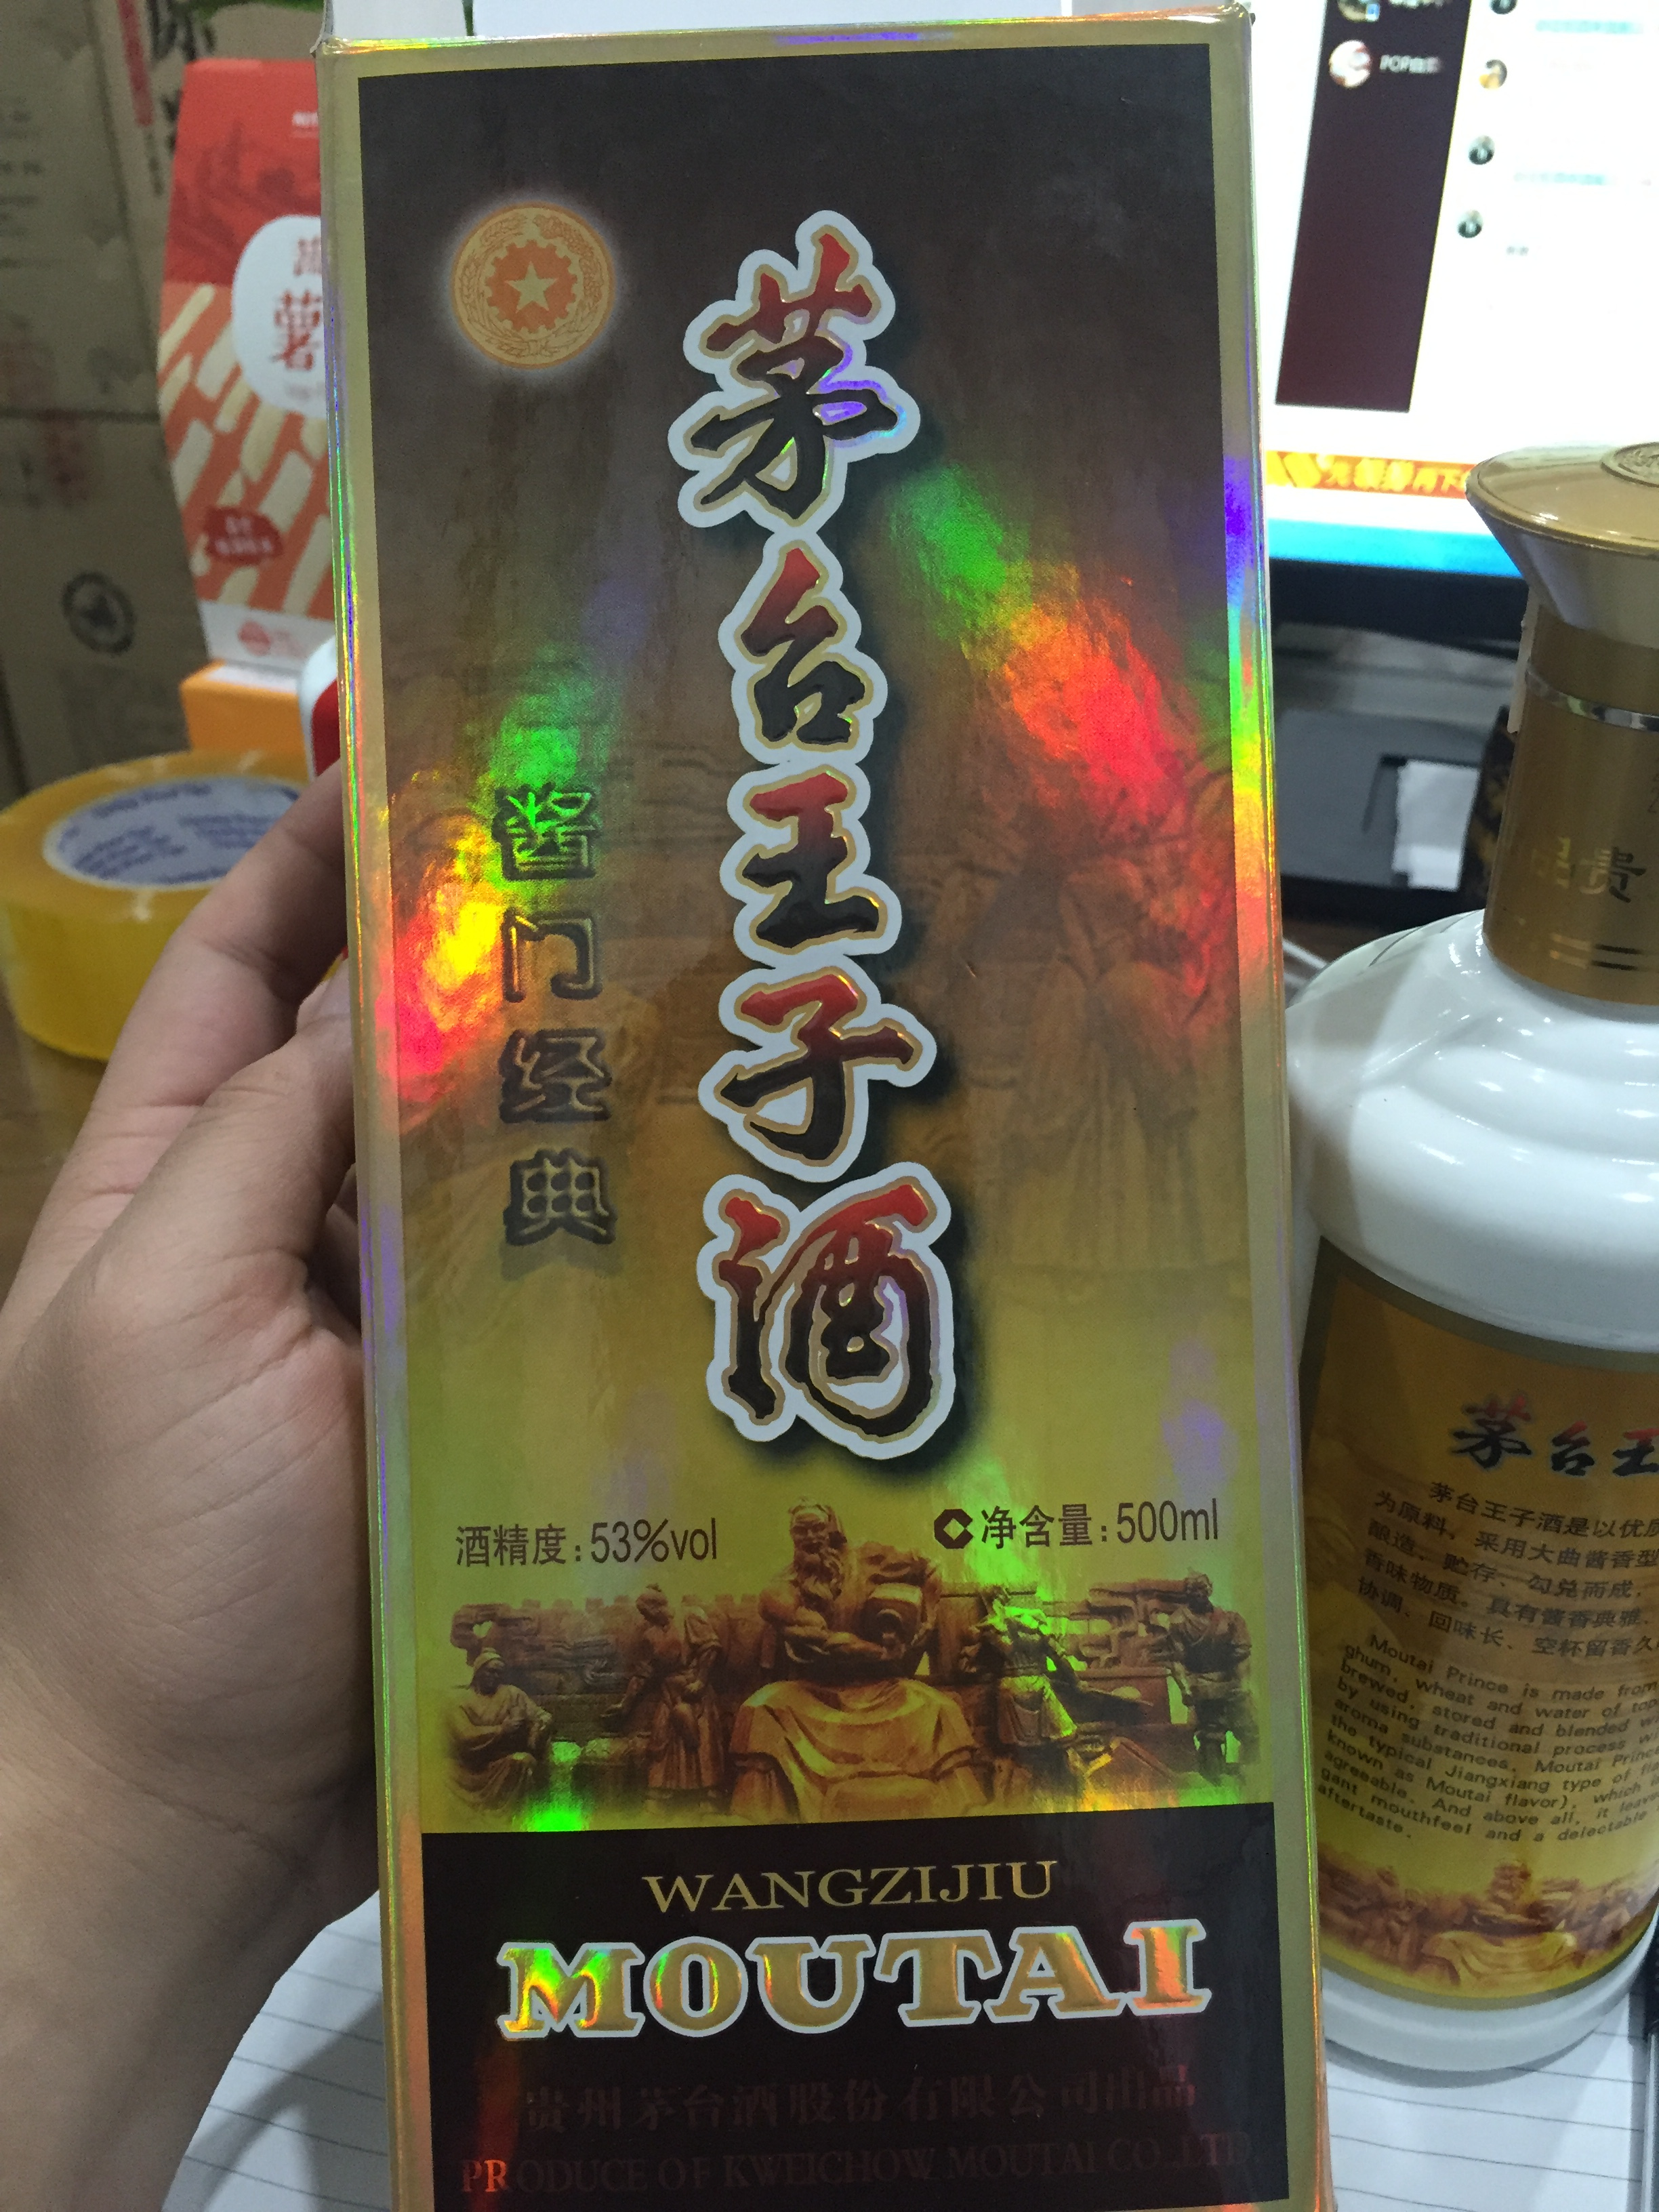 茅台王子酒
酱门经典
酒精度:53%vol
净含量:500ml
WANGZIJIU
MOUTAI
贵州茅台酒股份有限公司出品
PRODUCE OF KWEICHOW MOUTAI CO.,LTD
薯
POP
贵
茅台王
茅台王子酒是以优质
为原料、采用大曲酱香型
酿造、贮存、勾兑而成,
香味物质。具有酱香典雅、
协调、回味长、空杯留香久
Moutai Prince is made from
ghum, wheat and water of top
brewed, stored and blended
by using traditional process
aroma substances. Moutai Prince
the typical Jiangxiang type of
known as Moutai flavor), which
agreeable. And above all, it leaves
gant mouthfeel and a delectable
aftertaste.